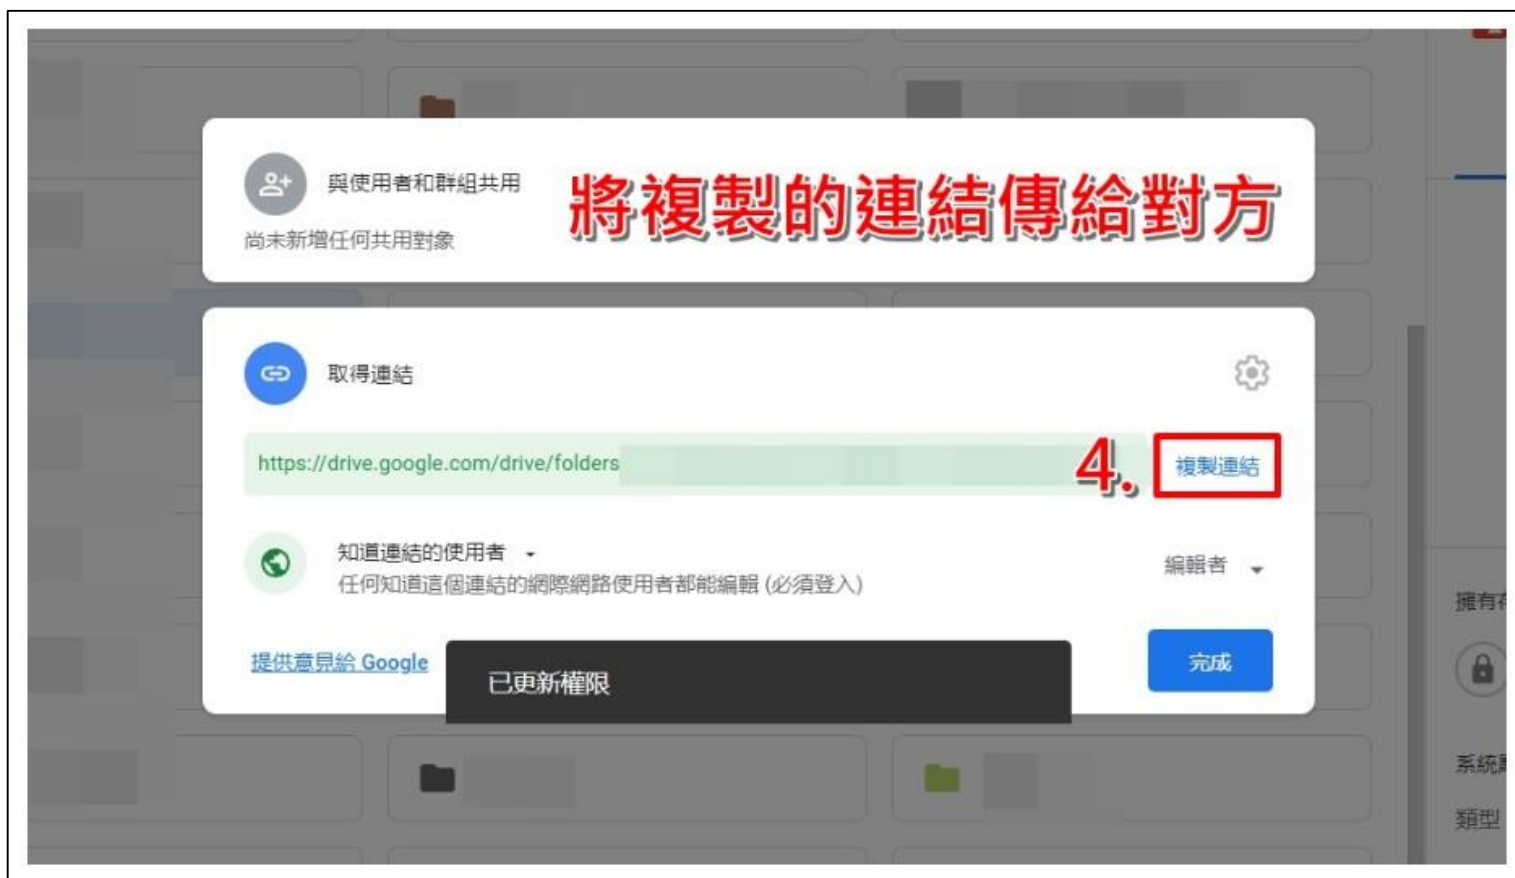 與使用者和群組共用
將複製的連結傳給對方
尚未新增任何共用對象
取得連結
https://drive.google.com/drive/folders
4.
複製連結
知道連結的使用者
任何知道這個連結的網際網路使用者都能編輯 (必須登入)
編輯者
擁有
提供意見給 Google
已更新權限
完成
系統
類型